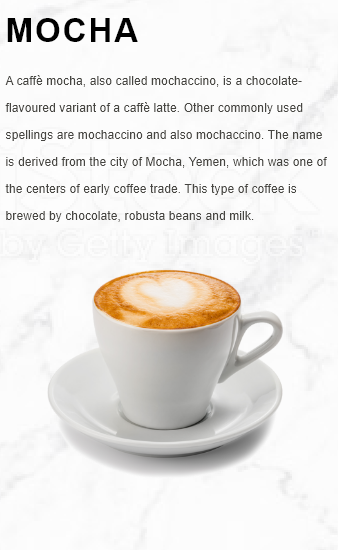 MOCHA
A caffè mocha, also called mochaccino, is a chocolate-
flavoured variant of a caffè latte. Other commonly used
spellings are mochaccino and also mochaccino. The name
is derived from the city of Mocha, Yemen, which was one of
the centers of early coffee trade. This type of coffee is
brewed by chocolate, robusta beans and milk.
by Getty Images™